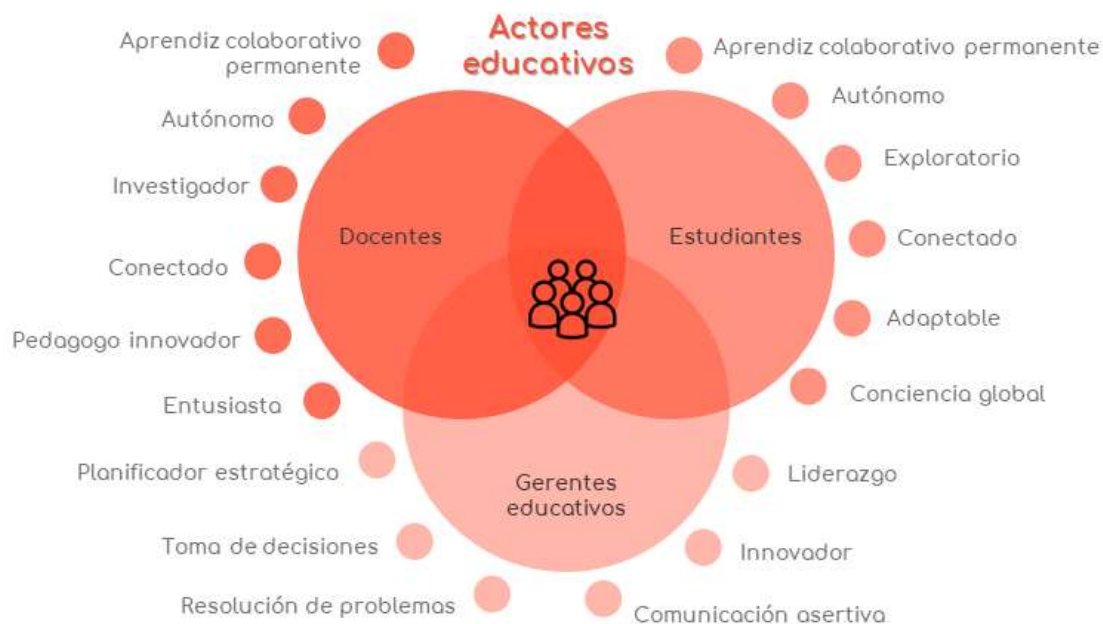 Actores
educativos
Aprendiz colaborativo
permanente
Autónomo
Investigador
Conectado
Pedagogo innovador
Entusiasta
Docentes
Aprendiz colaborativo permanente
Autónomo
Exploratorio
Conectado
Adaptable
Conciencia global
Estudiantes
Planificador estratégico
Toma de decisiones
Resolución de problemas
Gerentes
educativos
Liderazgo
Innovador
Comunicación asertiva